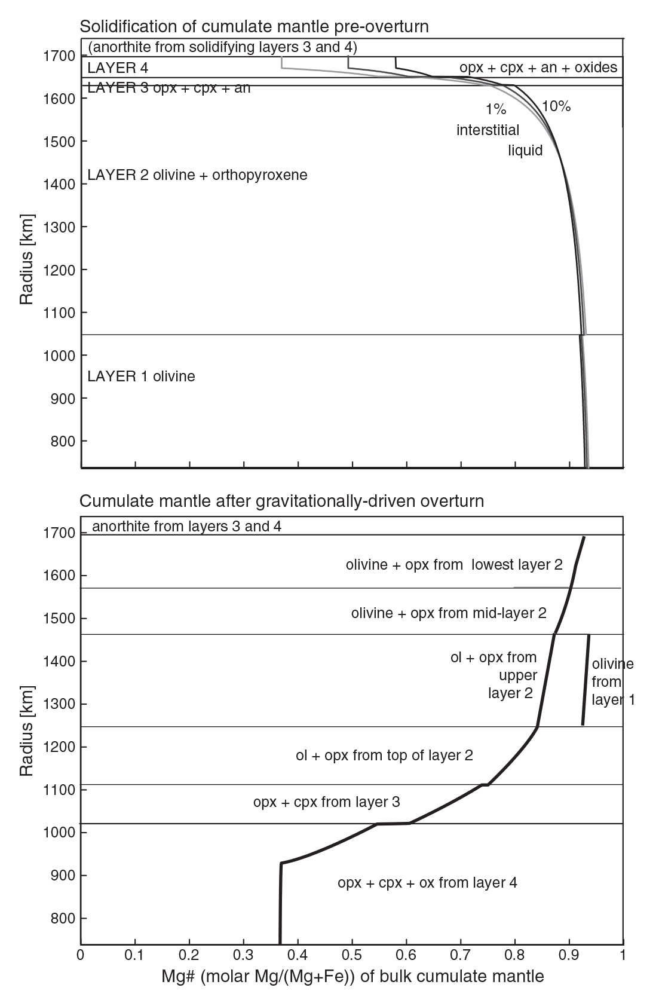 Solidification of cumulate mantle pre-overturn
(anorthite from solidifying layers 3 and 4)
1700
LAYER 4
opx + cpx + an + oxides
LAYER 3 opx + cpx + an
1600
1%
10%
interstitial
1500
liquid
LAYER 2 olivine + orthopyroxene
1400
1300
Radius [km]
1200
1100
1000
LAYER 1 olivine
900
800
Cumulate mantle after gravitationally-driven overturn
anorthite from layers 3 and 4
1700
olivine + opx from lowest layer 2
1600
olivine + opx from mid-layer 2
1500
ol + opx from
upper
layer 2
1400
olivine
from
layer 1
1300
Radius [km]
1200
ol + opx from top of layer 2
1100
opx + cpx from layer 3
1000
900
opx + cpx + ox from layer 4
800
0 0.1 0.2 0.3 0.4 0.5 0.6 0.7 0.8 0.9 1
Mg# (molar Mg/(Mg+Fe)) of bulk cumulate mantle